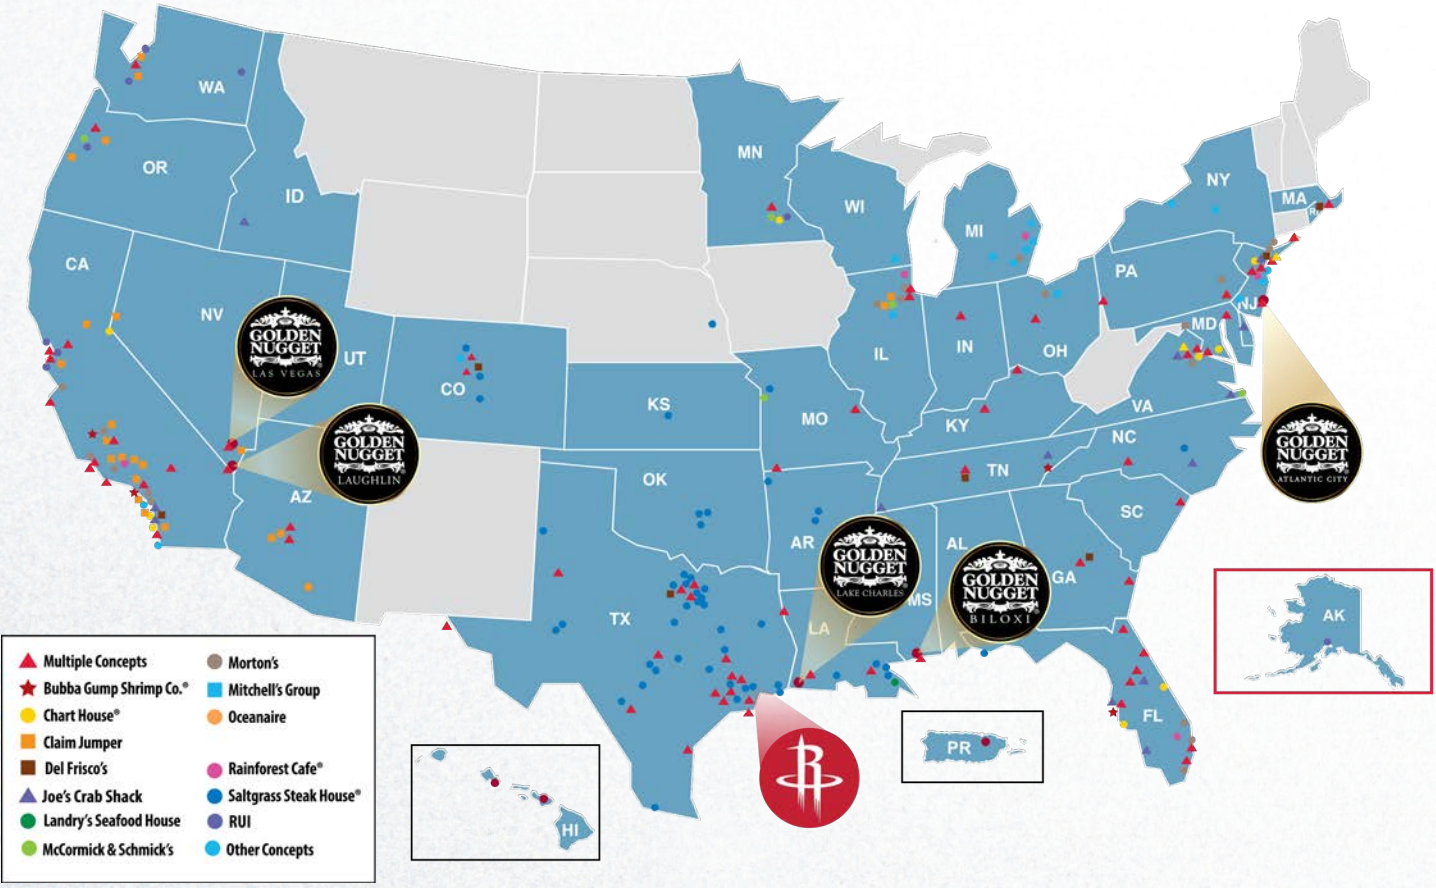 WA
OR
ID
CA
NV
UT
AZ
CO
KS
OK
TX
MN
WI
IL
MO
AR
LA
MS
MI
IN
OH
KY
TN
AL
GA
FL
SC
NC
VA
PA
NY
MA
NJ
MD
GOLDEN
NUGGET
LAS VEGAS
GOLDEN
NUGGET
LAUGHLIN
GOLDEN
NUGGET
LAKE CHARLES
GOLDEN
NUGGET
BILOXI
GOLDEN
NUGGET
ATLANTIC CITY
R
AK
PR
HI
Multiple Concepts
Bubba Gump Shrimp Co.®
Chart House®
Claim Jumper
Del Frisco's
Joe's Crab Shack
Landry's Seafood House
McCormick & Schmick's
Morton's
Mitchell's Group
Oceanaire
Rainforest Cafe®
Saltgrass Steak House®
RUI
Other Concepts